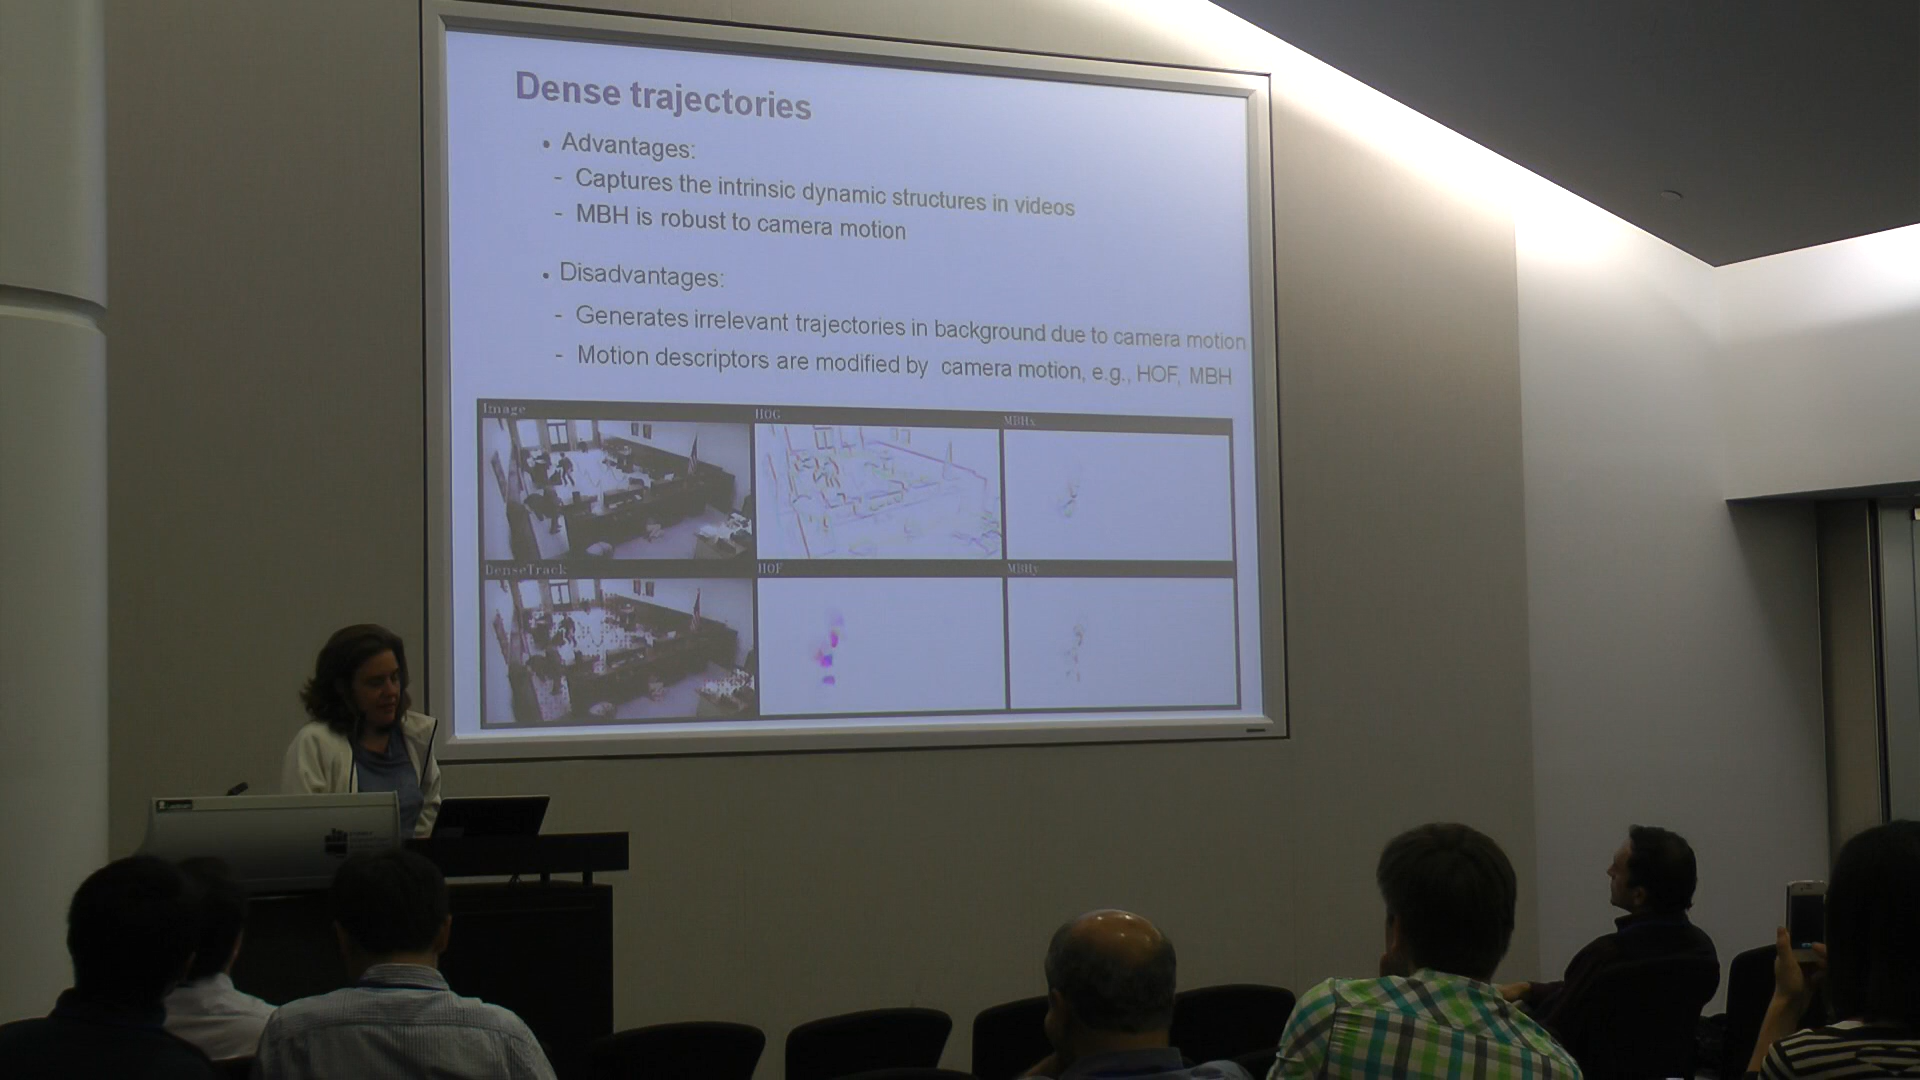 Dense trajectories
• Advantages:
- Captures the intrinsic dynamic structures in videos
- MBH is robust to camera motion
• Disadvantages:
- Generates irrelevant trajectories in background due to camera motion
- Motion descriptors are modified by camera motion, e.g., HOF, MBH
Image HOG MBHx
DenseTrack HOF MBHy